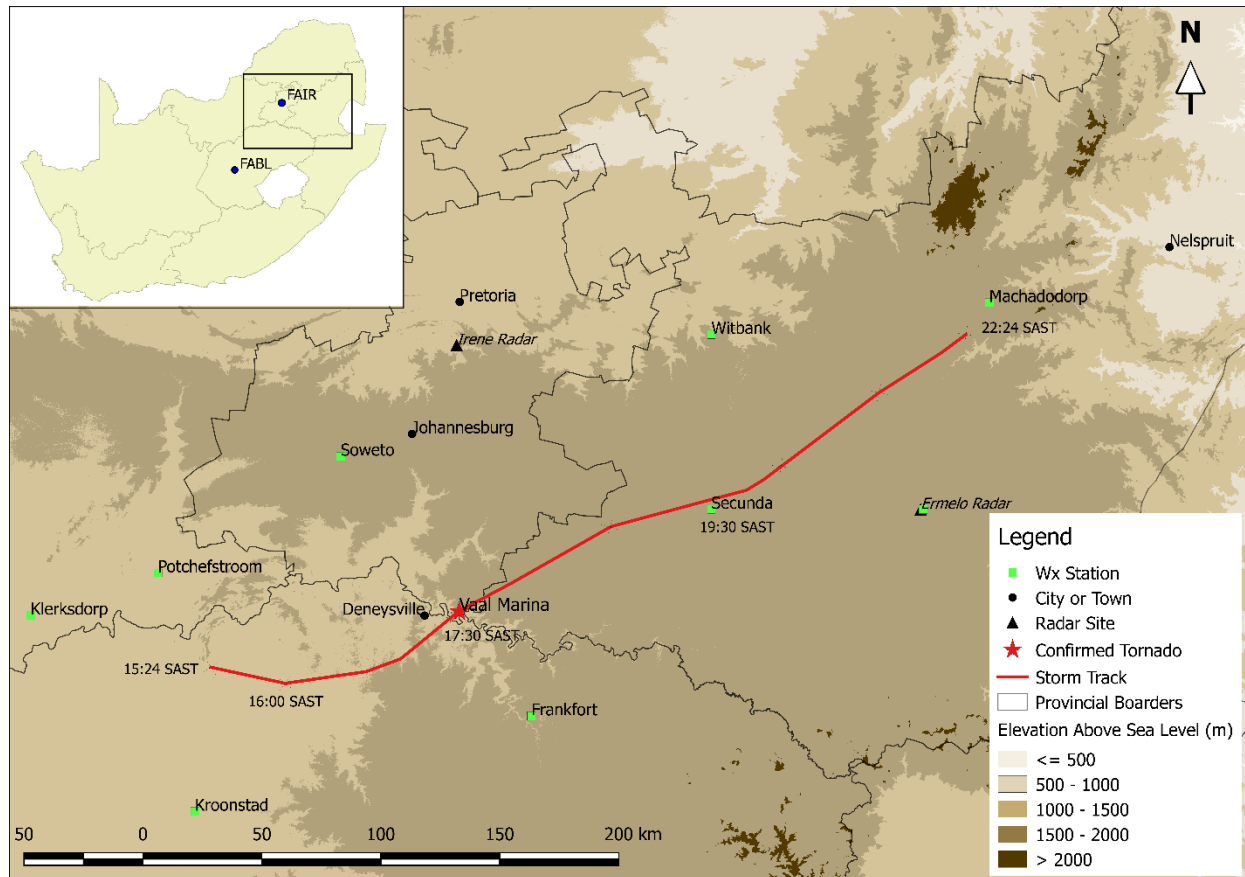 FAIR
FABL
N
Nelspruit
Pretoria
Machadodorp
Irene Radar
Witbank
22:24 SAST
Johannesburg
Soweto
Secunda
Ermelo Radar
19:30 SAST
Potchefstroom
Klerksdorp
Deneysville
Vaal Marina
17:30 SAST
15:24 SAST
16:00 SAST
Frankfort
Kroonstad
50 0 50 100 150 200 km
Legend
Wx Station
City or Town
Radar Site
Confirmed Tornado
Storm Track
Provincial Boarders
Elevation Above Sea Level (m)
<= 500
500 - 1000
1000 - 1500
1500 - 2000
> 2000